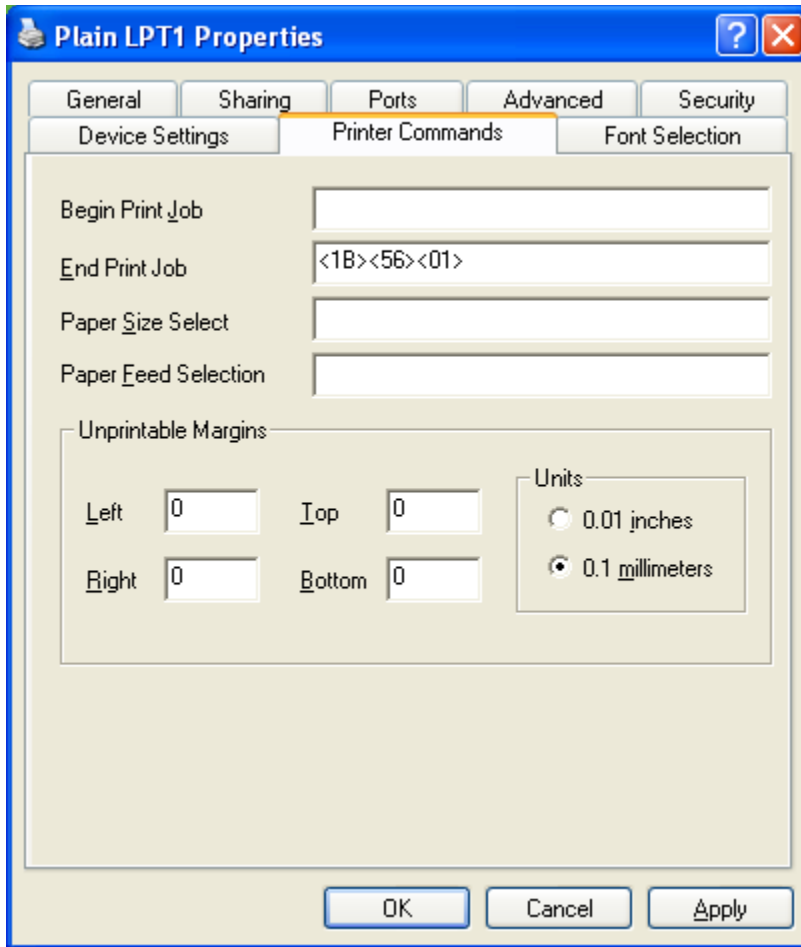 Plain LPT1 Properties
?
General Sharing Ports Advanced Security
Device Settings Printer Commands Font Selection
Begin Print Job
End Print Job <1B><56><01>
Paper Size Select
Paper Feed Selection
Unprintable Margins
Units
Left 0 Top 0 0.01 inches
Right 0 Bottom 0 0.1 millimeters
OK Cancel Apply